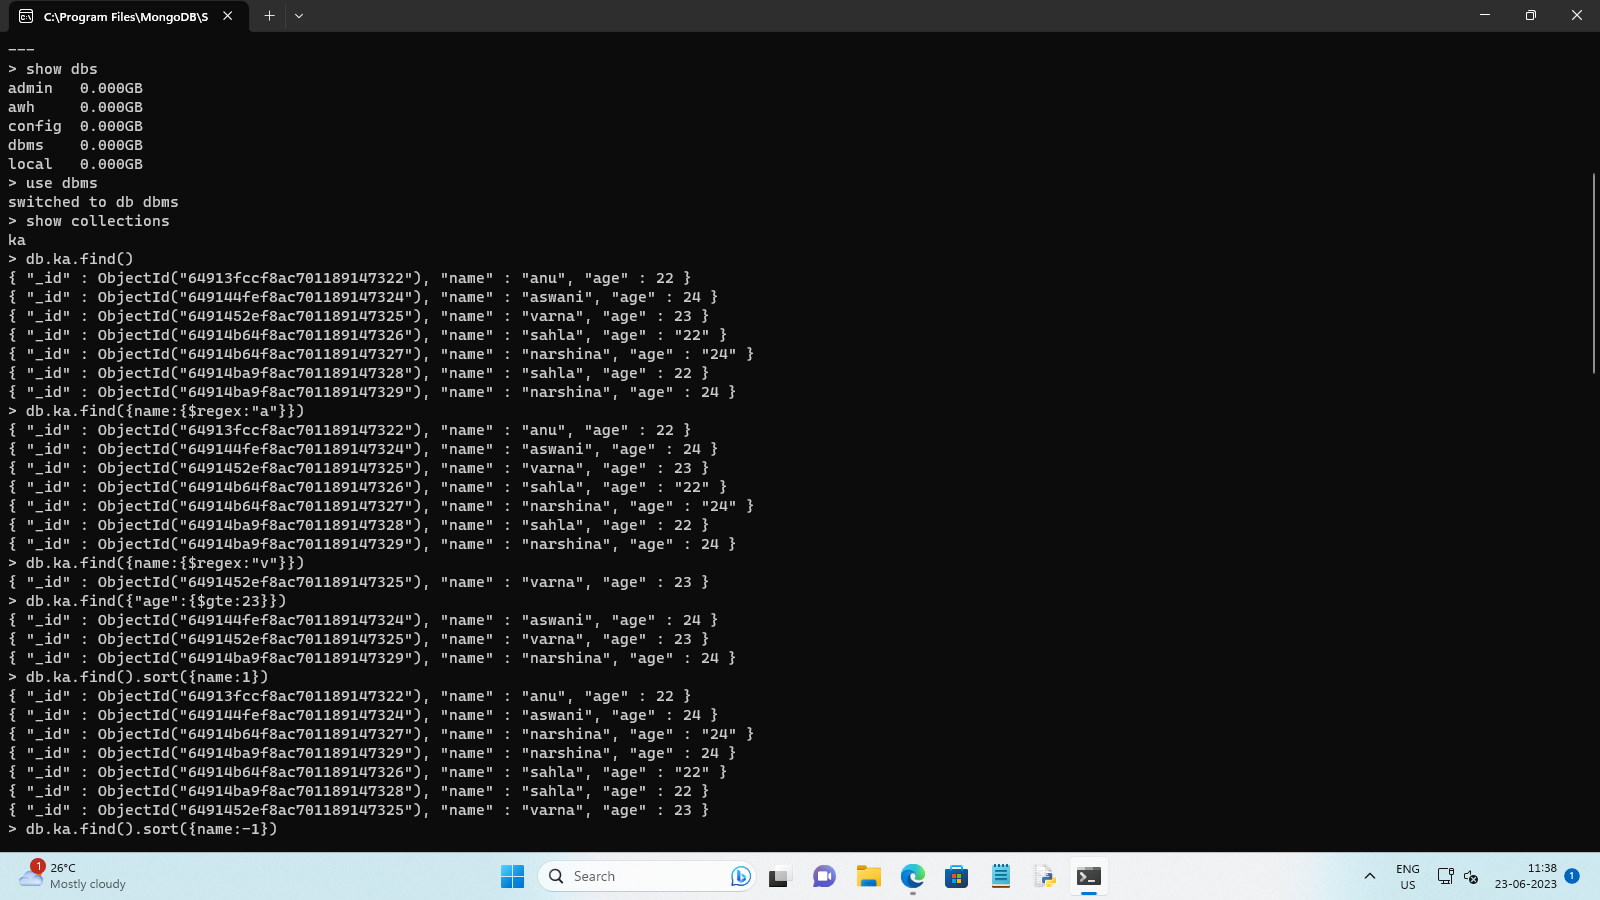 C:\Program Files\MongoDB\S
---
> show dbs
admin   0.000GB
awh     0.000GB
config  0.000GB
dbms    0.000GB
local   0.000GB
> use dbms
switched to db dbms
> show collections
ka
> db.ka.find()
{ "_id" : ObjectId("64913fccf8ac701189147322"), "name" : "anu", "age" : 22 }
{ "_id" : ObjectId("649144fef8ac701189147324"), "name" : "aswani", "age" : 24 }
{ "_id" : ObjectId("6491452ef8ac701189147325"), "name" : "varna", "age" : 23 }
{ "_id" : ObjectId("64914b64f8ac701189147326"), "name" : "sahla", "age" : "22" }
{ "_id" : ObjectId("64914b64f8ac701189147327"), "name" : "narshina", "age" : "24" }
{ "_id" : ObjectId("64914ba9f8ac701189147328"), "name" : "sahla", "age" : 22 }
{ "_id" : ObjectId("64914ba9f8ac701189147329"), "name" : "narshina", "age" : 24 }
> db.ka.find({name:{$regex:"a"}})
{ "_id" : ObjectId("64913fccf8ac701189147322"), "name" : "anu", "age" : 22 }
{ "_id" : ObjectId("649144fef8ac701189147324"), "name" : "aswani", "age" : 24 }
{ "_id" : ObjectId("6491452ef8ac701189147325"), "name" : "varna", "age" : 23 }
{ "_id" : ObjectId("64914b64f8ac701189147326"), "name" : "sahla", "age" : "22" }
{ "_id" : ObjectId("64914b64f8ac701189147327"), "name" : "narshina", "age" : "24" }
{ "_id" : ObjectId("64914ba9f8ac701189147328"), "name" : "sahla", "age" : 22 }
{ "_id" : ObjectId("64914ba9f8ac701189147329"), "name" : "narshina", "age" : 24 }
> db.ka.find({name:{$regex:"v"}})
{ "_id" : ObjectId("6491452ef8ac701189147325"), "name" : "varna", "age" : 23 }
> db.ka.find({"age":{$gte:23}})
{ "_id" : ObjectId("649144fef8ac701189147324"), "name" : "aswani", "age" : 24 }
{ "_id" : ObjectId("6491452ef8ac701189147325"), "name" : "varna", "age" : 23 }
{ "_id" : ObjectId("64914ba9f8ac701189147329"), "name" : "narshina", "age" : 24 }
> db.ka.find().sort({name:1})
{ "_id" : ObjectId("64913fccf8ac701189147322"), "name" : "anu", "age" : 22 }
{ "_id" : ObjectId("649144fef8ac701189147324"), "name" : "aswani", "age" : 24 }
{ "_id" : ObjectId("64914b64f8ac701189147327"), "name" : "narshina", "age" : "24" }
{ "_id" : ObjectId("64914ba9f8ac701189147329"), "name" : "narshina", "age" : 24 }
{ "_id" : ObjectId("64914b64f8ac701189147326"), "name" : "sahla", "age" : "22" }
{ "_id" : ObjectId("64914ba9f8ac701189147328"), "name" : "sahla", "age" : 22 }
{ "_id" : ObjectId("6491452ef8ac701189147325"), "name" : "varna", "age" : 23 }
> db.ka.find().sort({name:-1})
1
26°C
Mostly cloudy
Search
ENG
US
11:38
23-06-2023
1